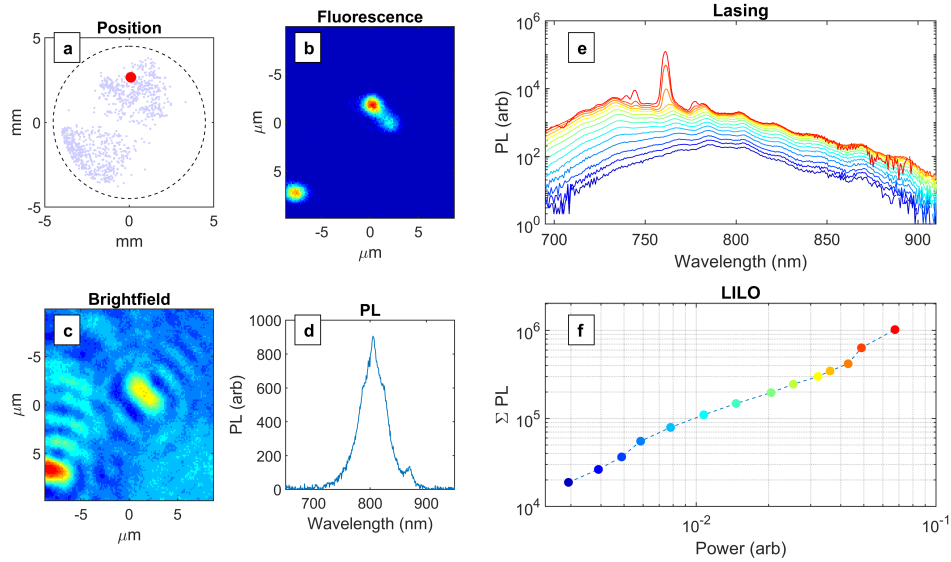 Position
a
5
0
-5
mm
-5
0
5
mm
Fluorescence
b
-5
0
5
μm
-5
0
5
μm
Lasing
e
10^6
10^4
10^2
10^0
PL (arb)
700
750
800
850
900
Wavelength (nm)
Brightfield
c
-5
0
5
μm
-5
0
5
μm
PL
d
1000
800
600
400
200
0
PL (arb)
700
800
900
Wavelength (nm)
LILO
f
10^6
10^5
10^4
Σ PL
10^-2
10^-1
Power (arb)